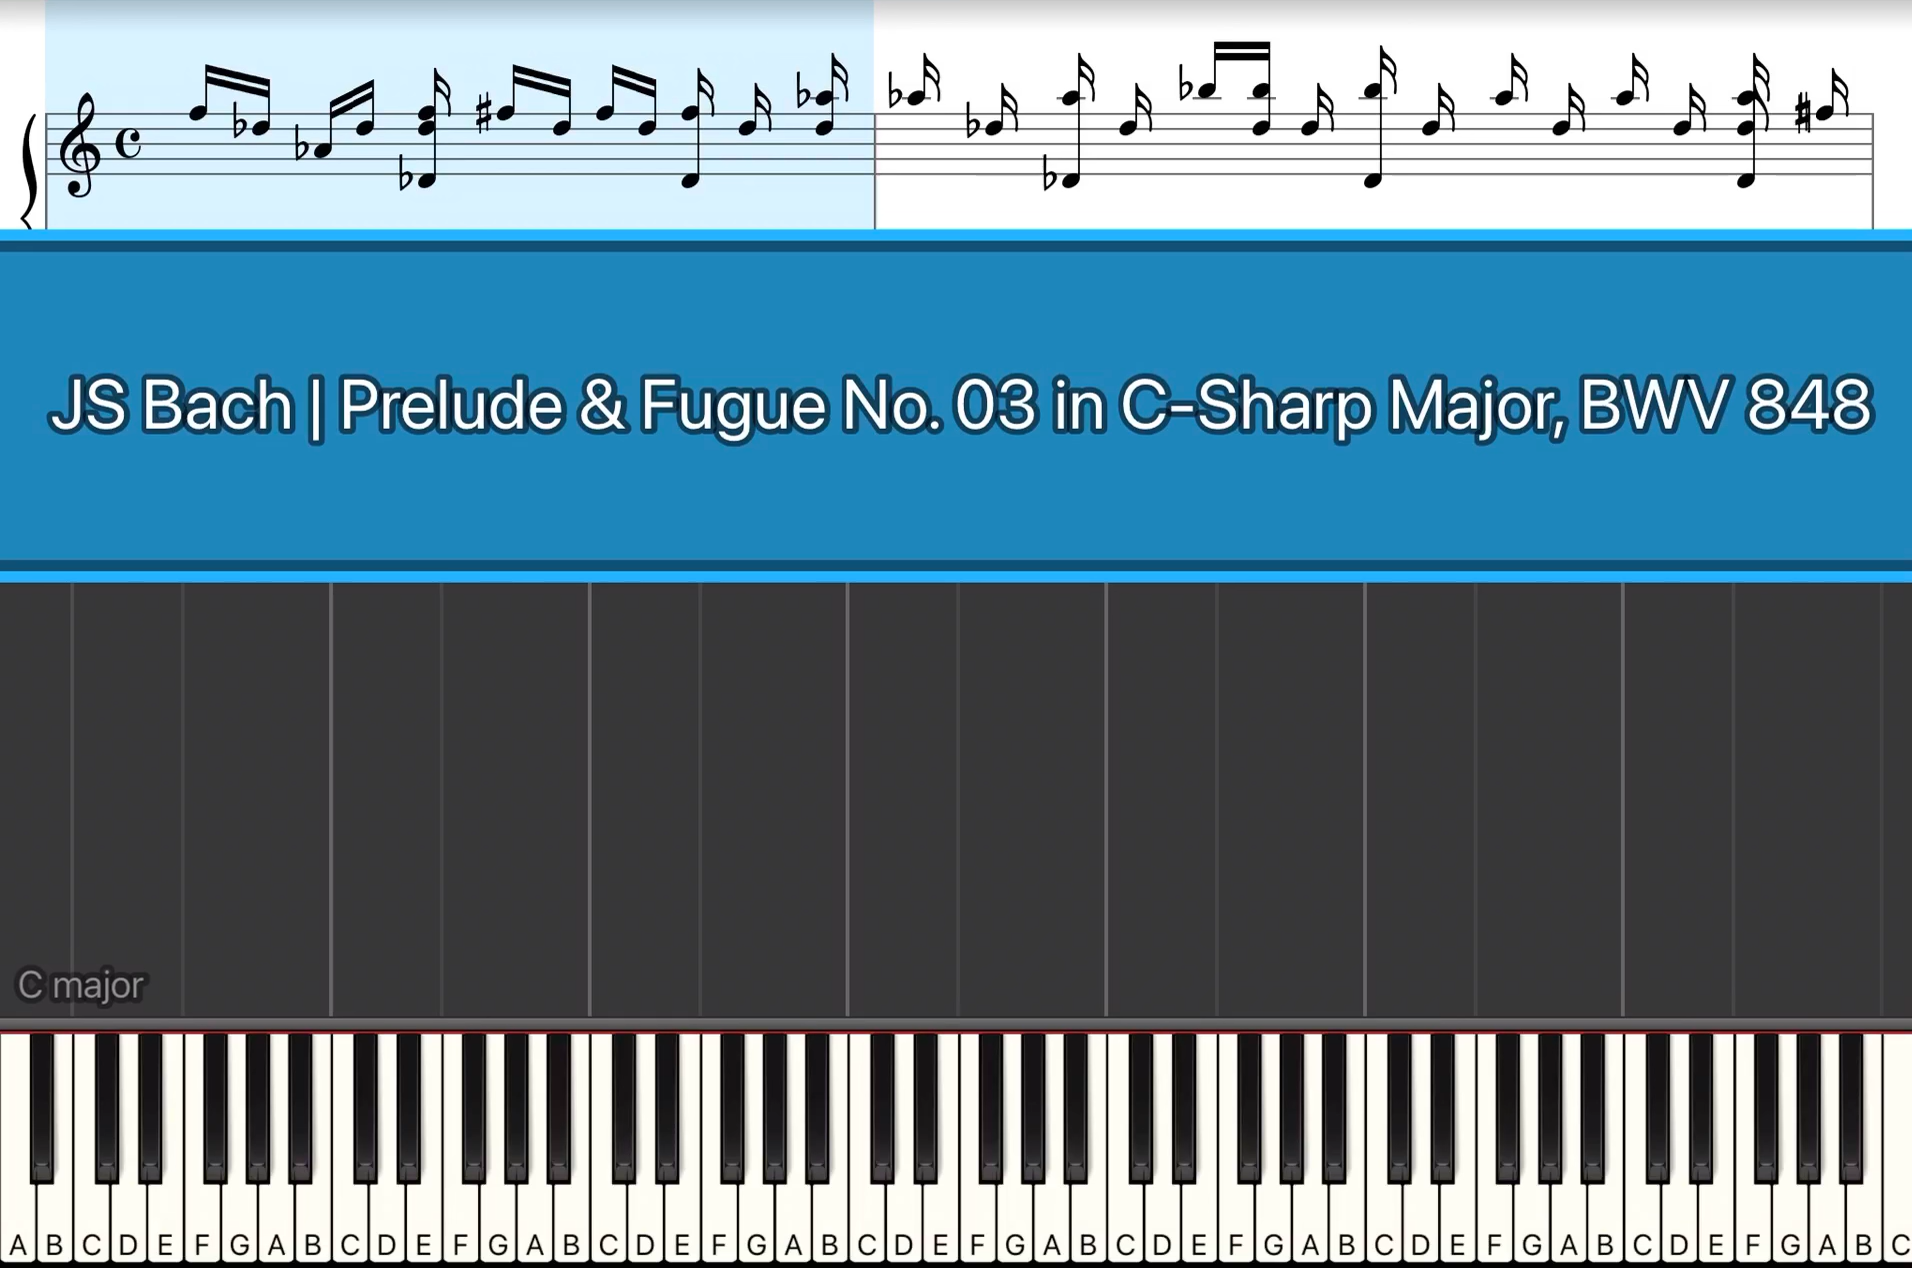 JS Bach | Prelude & Fugue No. 03 in C-Sharp Major, BWV 848
C major
A B C D E F G A B C D E F G A B C D E F G A B C D E F G A B C D E F G A B C D E F G A B C D E F G A B C